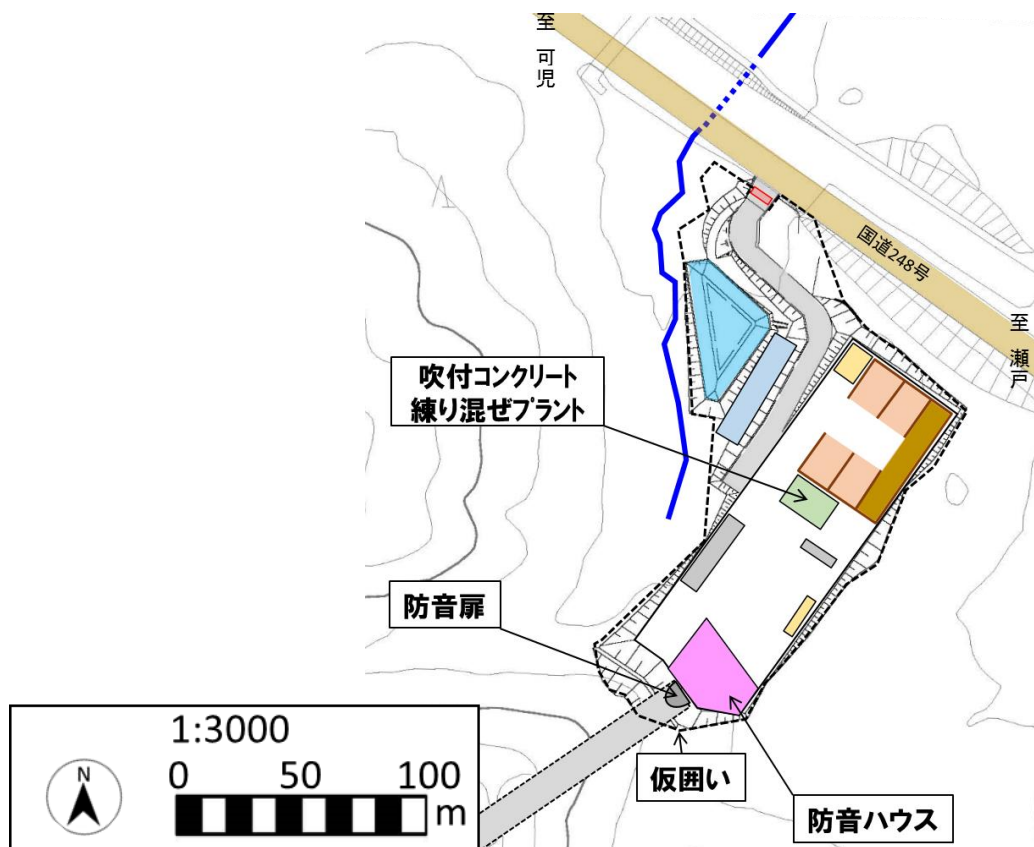 至 可児
国道248号
至 瀬戸
吹付コンクリート
練り混ぜプラント
防音扉
仮囲い
防音ハウス
1:3000
N
0 50 100
m